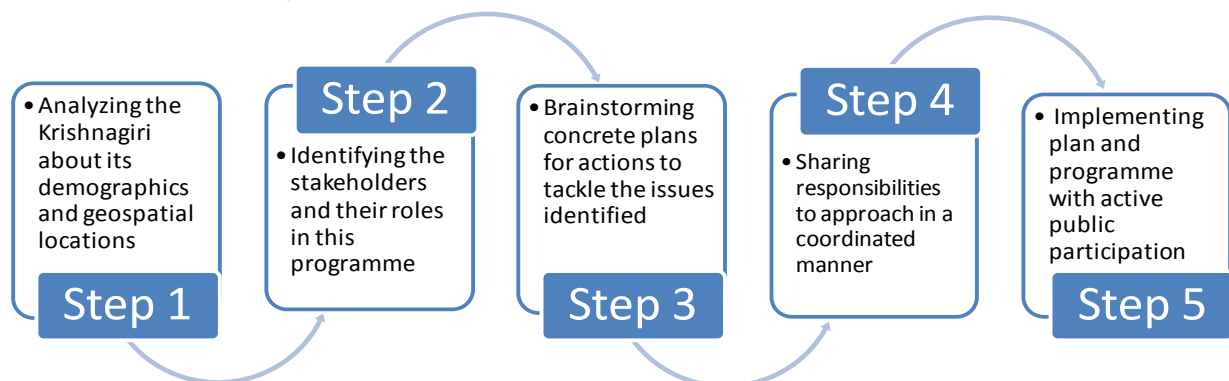 • Analyzing the
Krishnagiri
about its
demographics
and geospatial
locations
Step 1
Step 2
• Identifying the
stakeholders
and their roles
in this
programme
• Brainstorming
concrete plans
for actions to
tackle the issues
identified
Step 3
Step 4
• Sharing
responsibilities
to approach in a
coordinated
manner
• Implementing
plan and
programme
with active
public
participation
Step 5